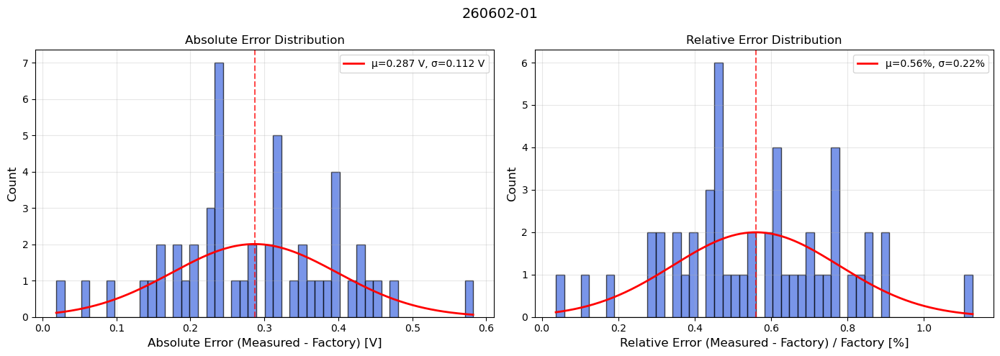 260602-01
Absolute Error Distribution
μ=0.287 V, σ=0.112 V
7
6
5
4
3
2
1
0
Count
0.0 0.1 0.2 0.3 0.4 0.5 0.6
Absolute Error (Measured - Factory) [V]
Relative Error Distribution
μ=0.56%, σ=0.22%
6
5
4
3
2
1
0
Count
0.0 0.2 0.4 0.6 0.8 1.0
Relative Error (Measured - Factory) / Factory [%]